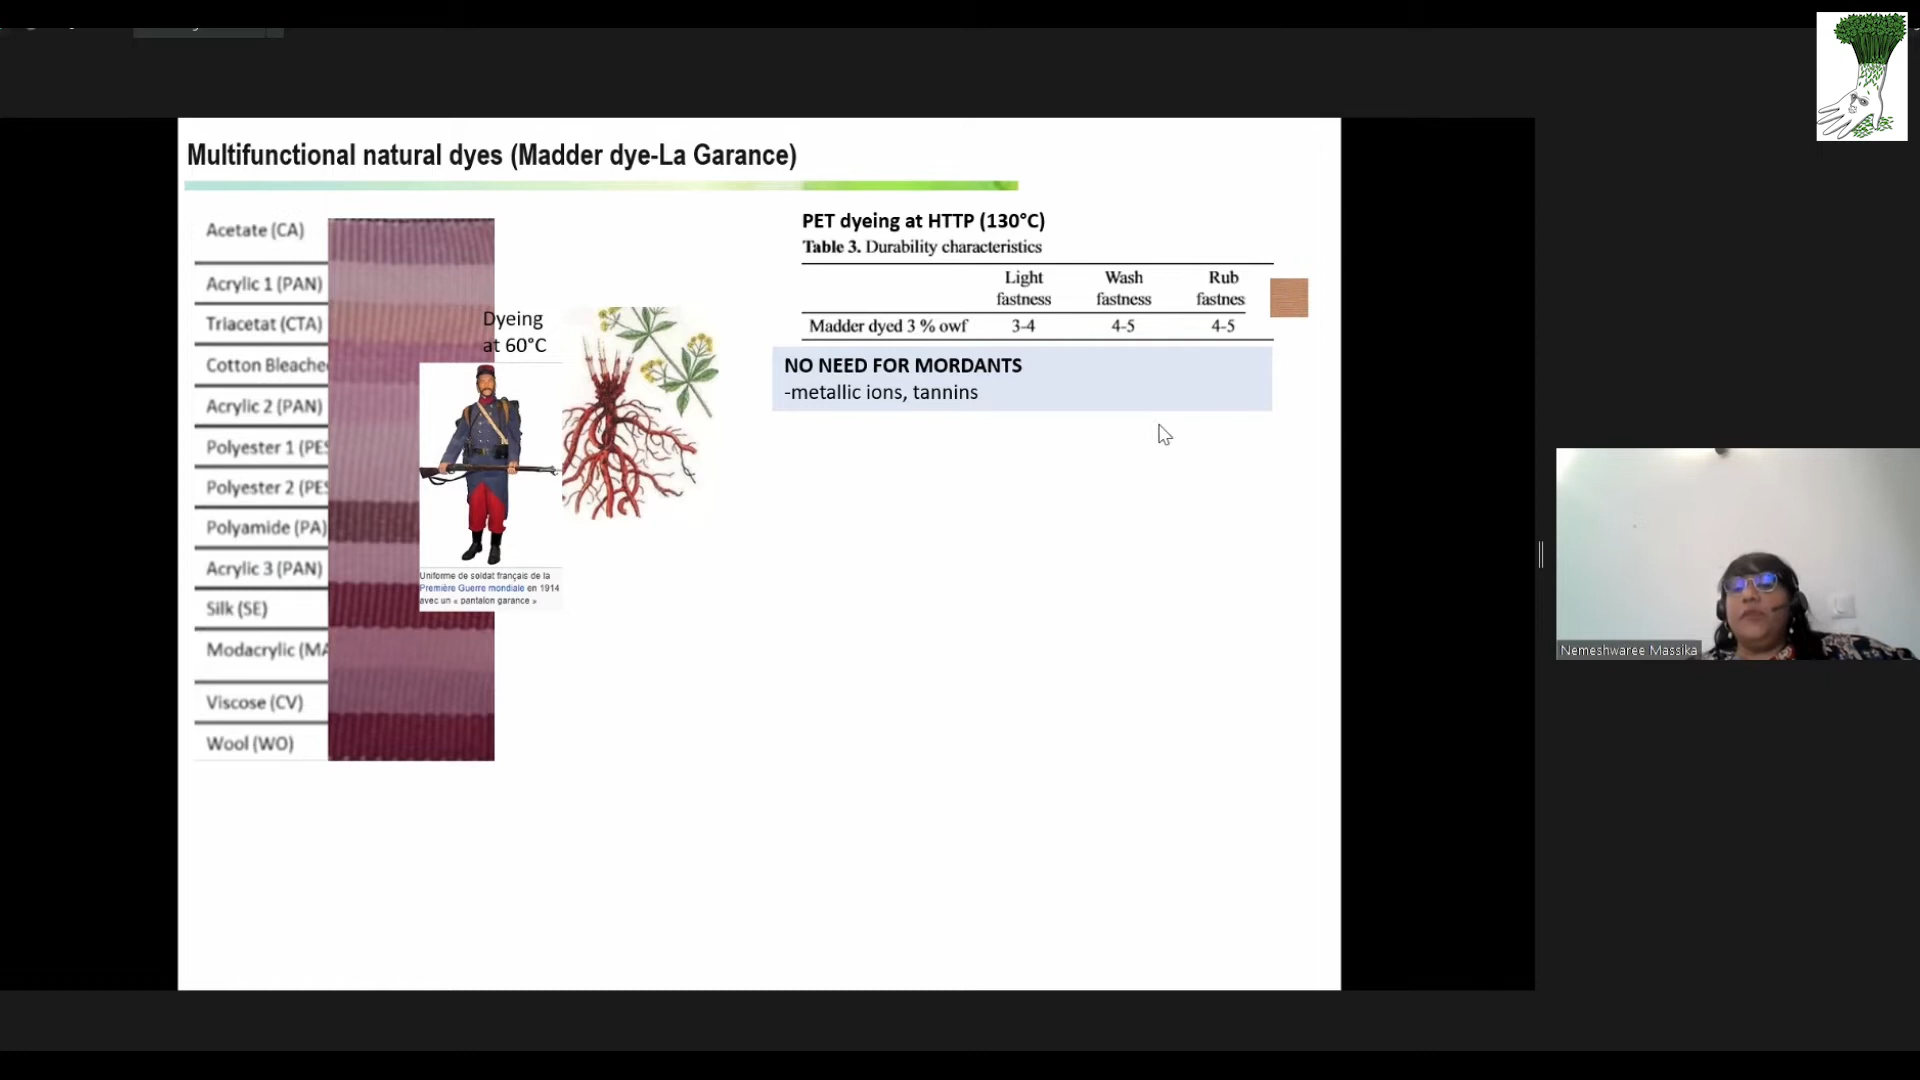 Multifunctional natural dyes (Madder dye-La Garance)
Acetate (CA)
Acrylic 1 (PAN)
Triacetat (CTA)
Cotton Bleache
Acrylic 2 (PAN)
Polyester 1 (PES
Polyester 2 (PES
Polyamide (PA)
Acrylic 3 (PAN)
Silk (SE)
Modacrylic (MA
Viscose (CV)
Wool (WO)
Dyeing
at 60°C
Uniforme de soldat français de la
Première Guerre mondiale en 1914
avec un « pantalon garance »
PET dyeing at HTTP (130°C)
Table 3. Durability characteristics
Light fastness Wash fastness Rub fastnes
Madder dyed 3 % owf 3-4 4-5 4-5
NO NEED FOR MORDANTS
-metallic ions, tannins
Nemeshwaree Massika